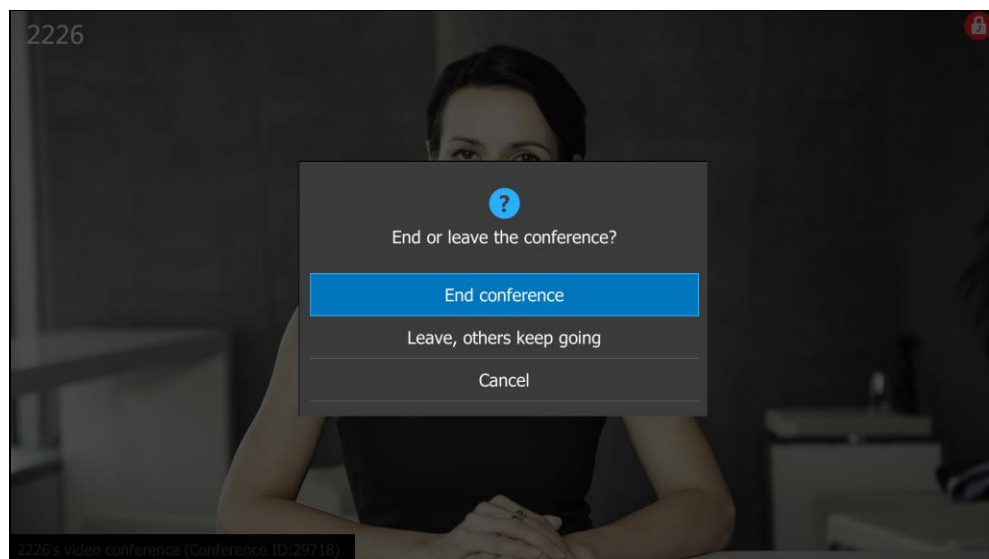 2226
?
End or leave the conference?
End conference
Leave, others keep going
Cancel
2226's video conference (Conference ID:29718)